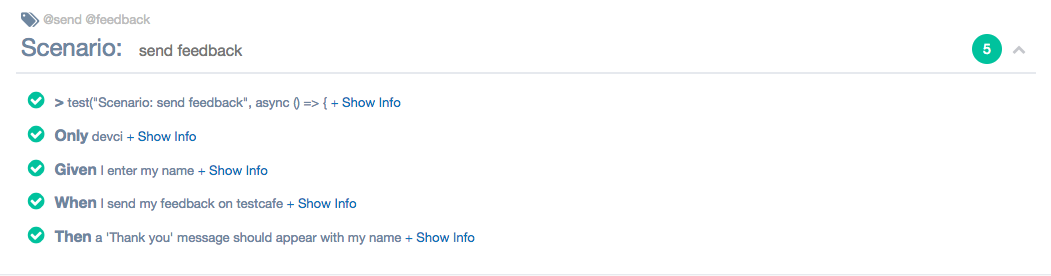 @send @feedback
Scenario: send feedback 5
> test("Scenario: send feedback", async () => { + Show Info
Only devci + Show Info
Given I enter my name + Show Info
When I send my feedback on testcafe + Show Info
Then a 'Thank you' message should appear with my name + Show Info